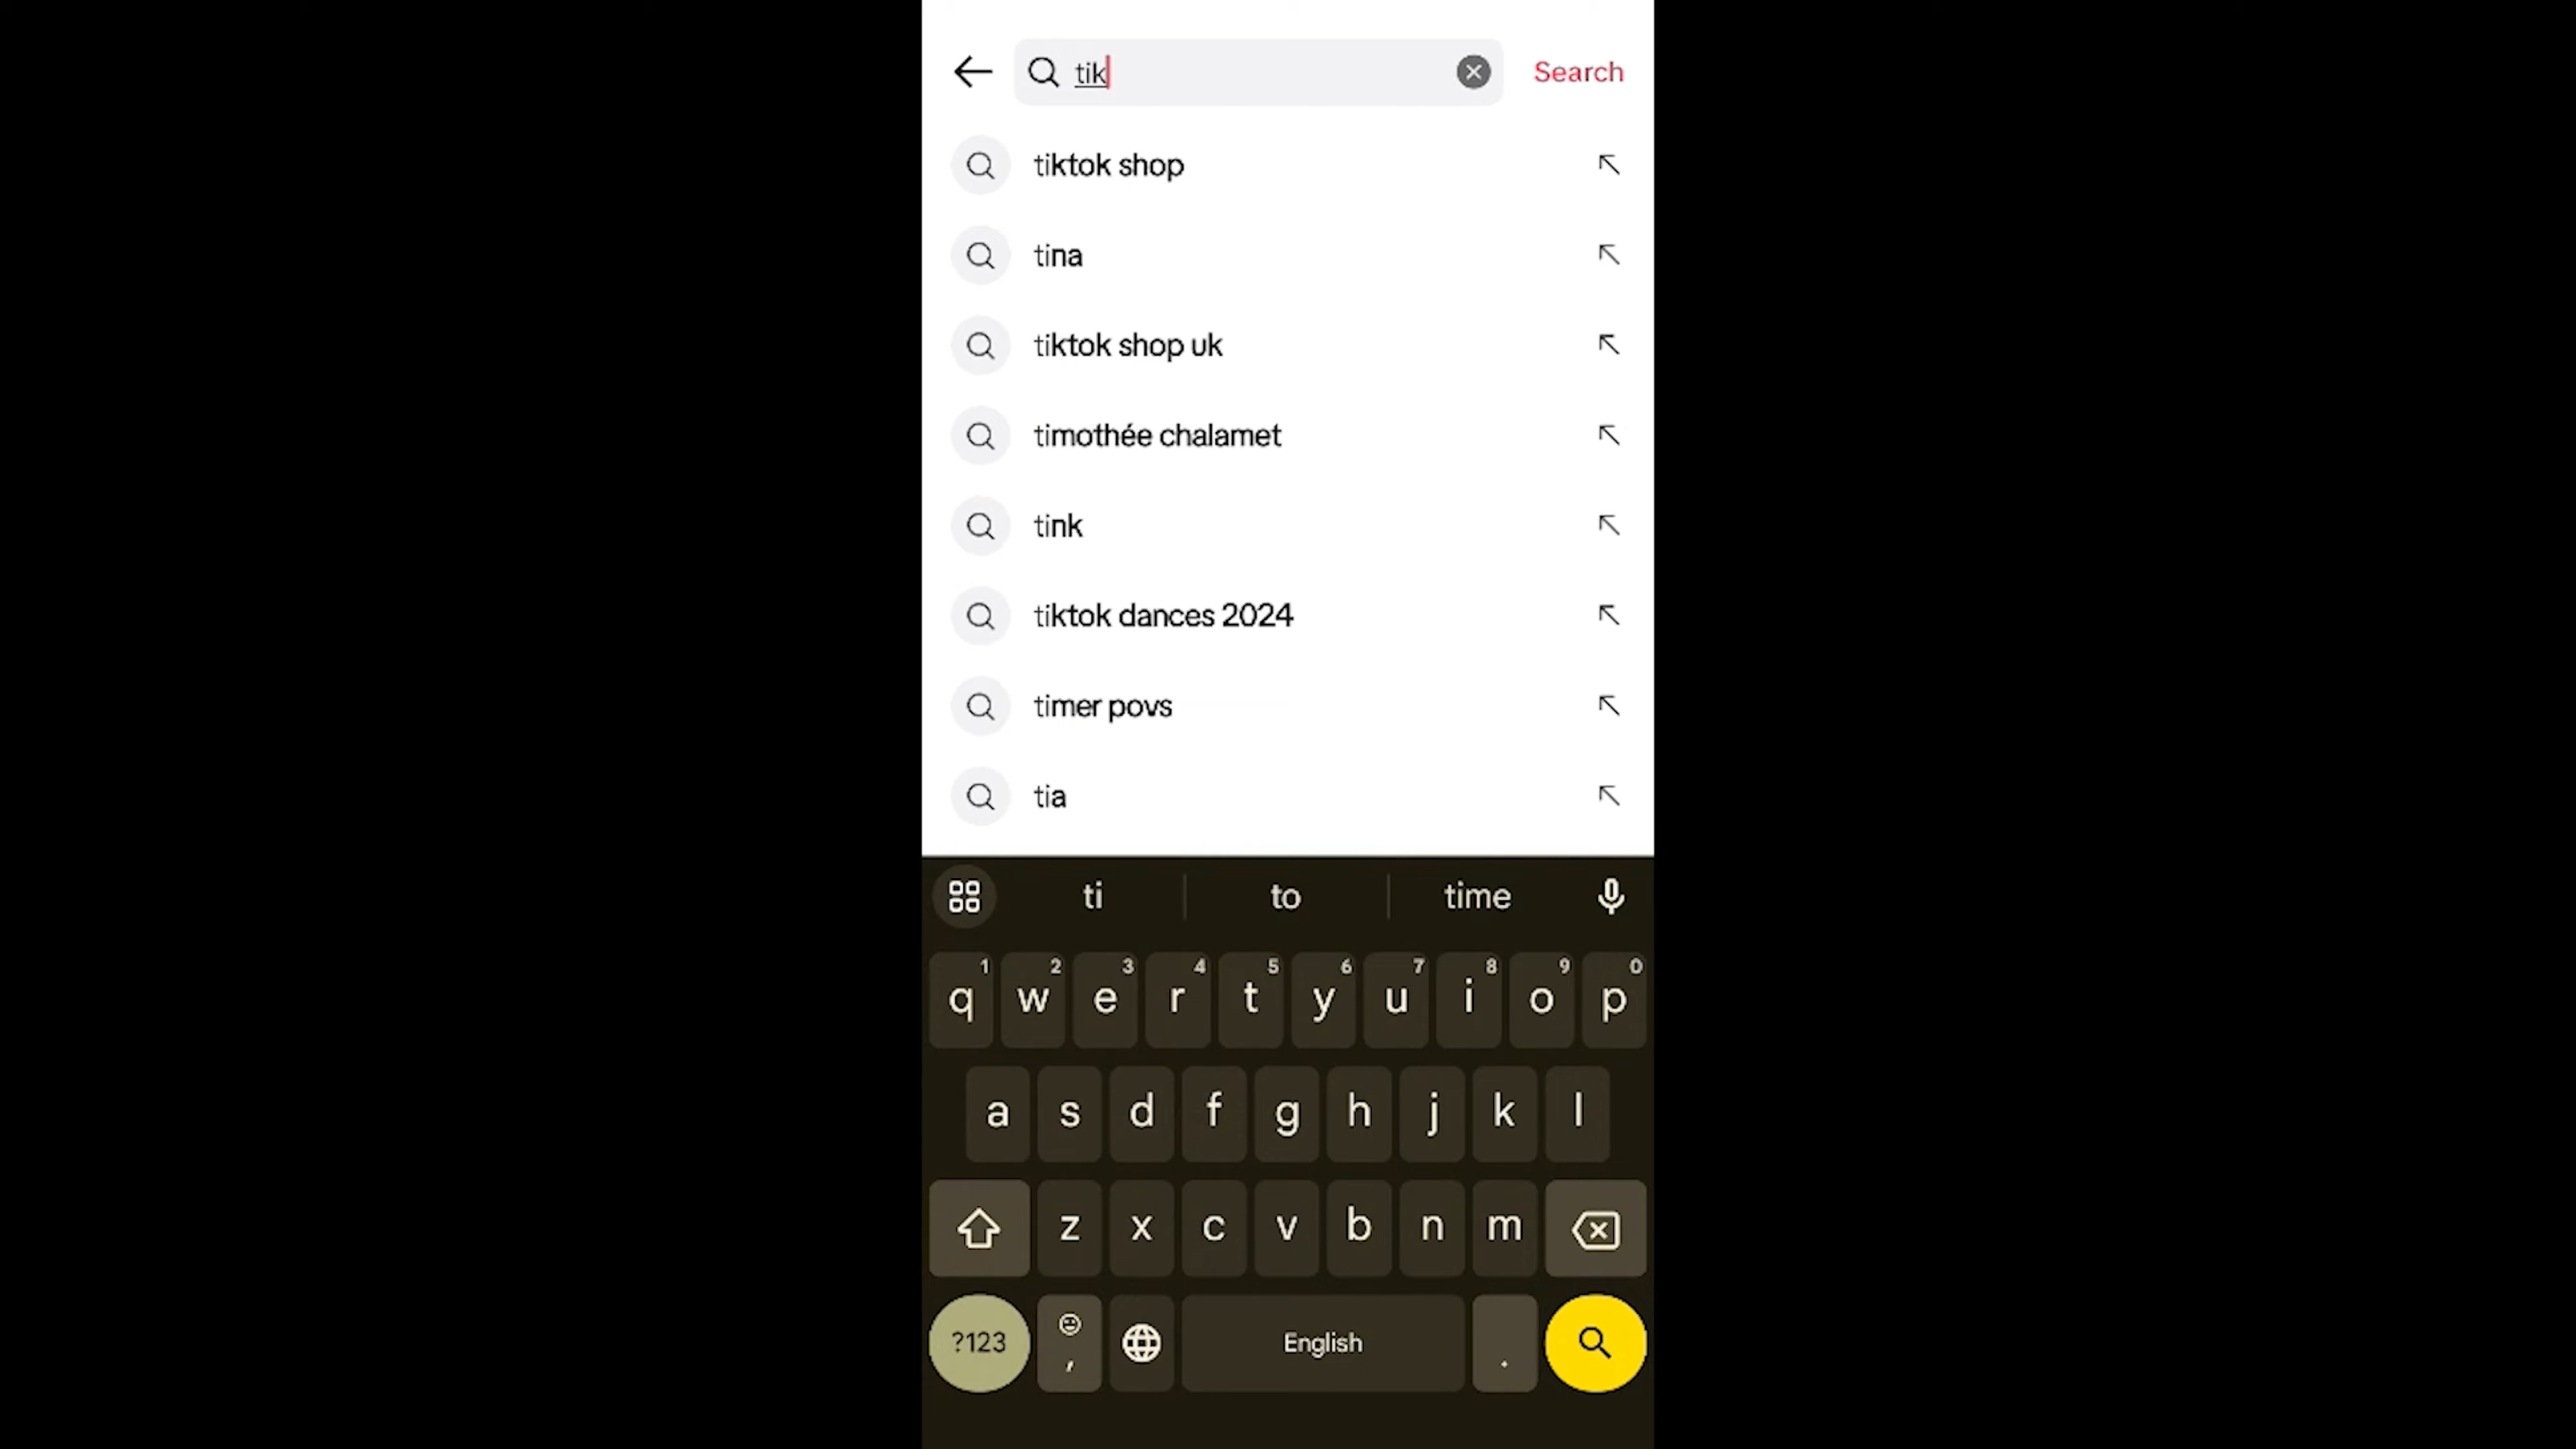 tik
Search
tiktok shop
tina
tiktok shop uk
timothée chalamet
tink
tiktok dances 2024
timer povs
tia
ti to time
1 2 3 4 5 6 7 8 9 0
q w e r t y u i o p
a s d f g h j k l
z x c v b n m
?123 , English .